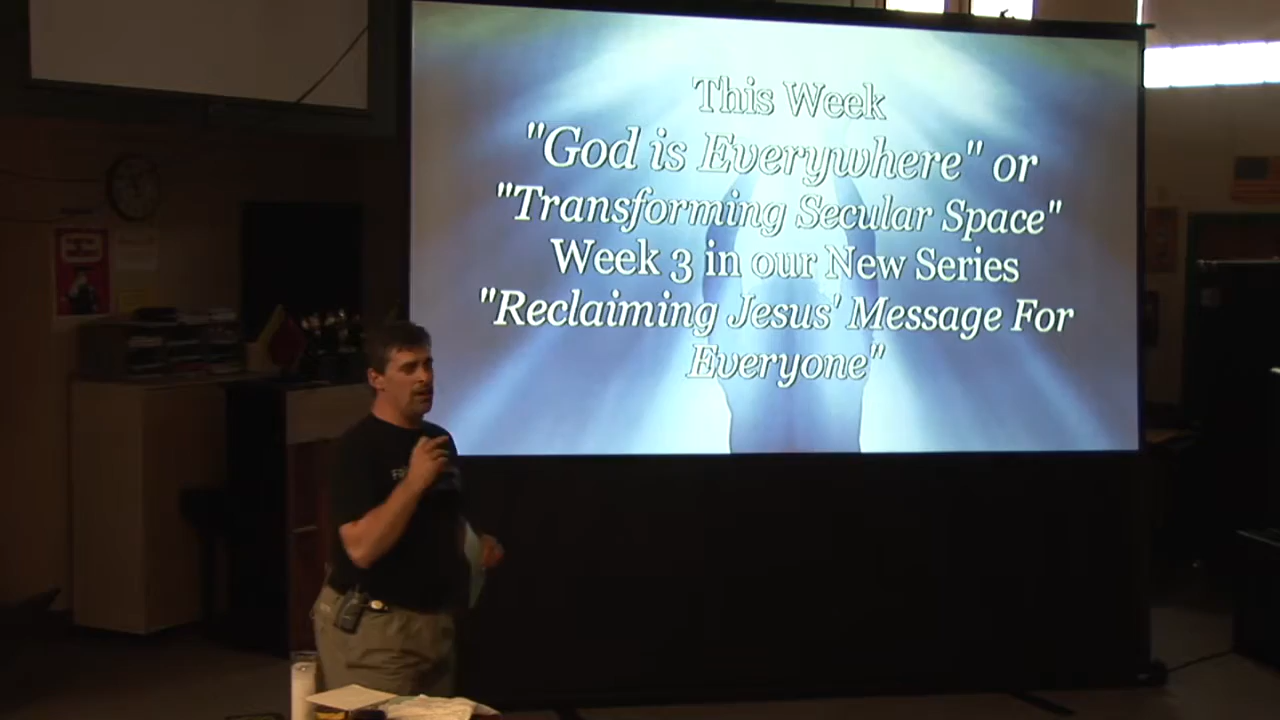 This Week
"God is Everywhere" or
"Transforming Secular Space"
Week 3 in our New Series
"Reclaiming Jesus' Message For
Everyone"